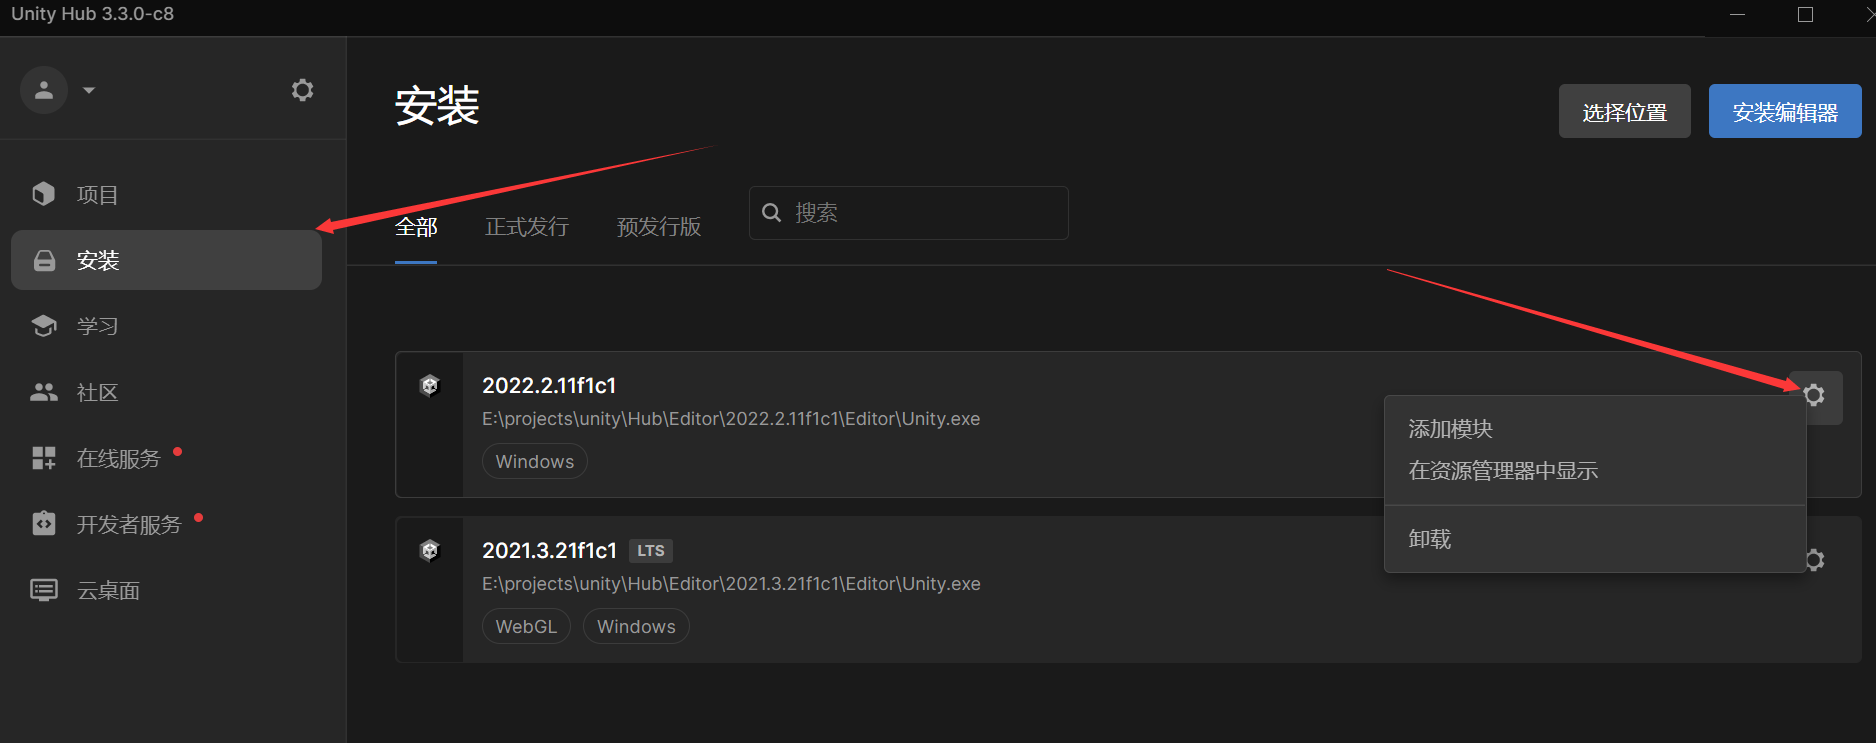 Unity Hub 3.3.0-c8
项目
安装
学习
社区
在线服务
开发者服务
云桌面
安装
选择位置
安装编辑器
全部
正式发行
预发行版
搜索
2022.2.11f1c1
E:\projects\unity\Hub\Editor\2022.2.11f1c1\Editor\Unity.exe
Windows
添加模块
在资源管理器中显示
卸载
2021.3.21f1c1 LTS
E:\projects\unity\Hub\Editor\2021.3.21f1c1\Editor\Unity.exe
WebGL Windows